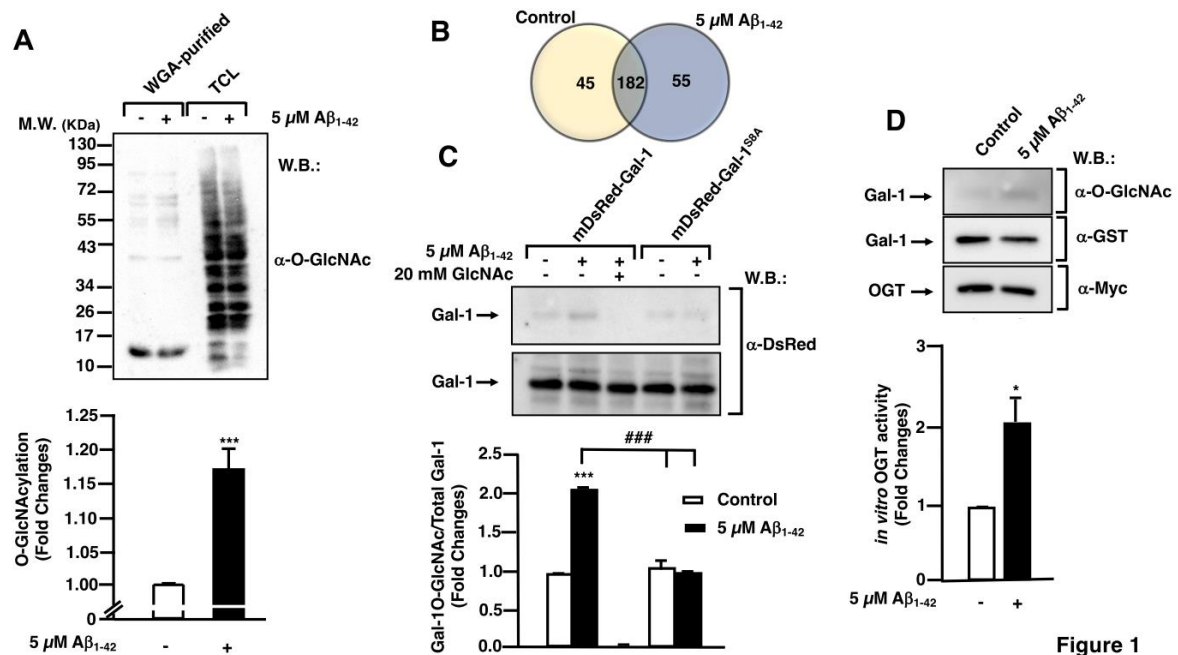 A
WGA-purified
TCL
- + - + 5 µM Aβ1-42
M.W. (KDa)
130
95
72
55
43
34
26
17
10
W.B.:
α-O-GlcNAc
1.25
1.20
1.15
1.10
1.05
1.00
0
O-GlcNAcylation
(Fold Changes)
***
5 µM Aβ1-42 - +
B
Control
5 µM Aβ1-42
45 182 55
C
mDsRed-Gal-1
mDsRed-Gal-1S8A
5 µM Aβ1-42 - + + - +
20 mM GlcNAc - - + - -
W.B.:
Gal-1
Gal-1
α-DsRed
###
2.5
2.0
1.5
1.0
0.5
0.0
Gal-1O-GlcNAc/Total Gal-1
(Fold Changes)
***
Control
5 µM Aβ1-42
D
Control
5 µM Aβ1-42
W.B.:
Gal-1 α-O-GlcNAc
Gal-1 α-GST
OGT α-Myc
3
2
1
0
in vitro OGT activity
(Fold Changes)
*
5 µM Aβ1-42 - +
Figure 1